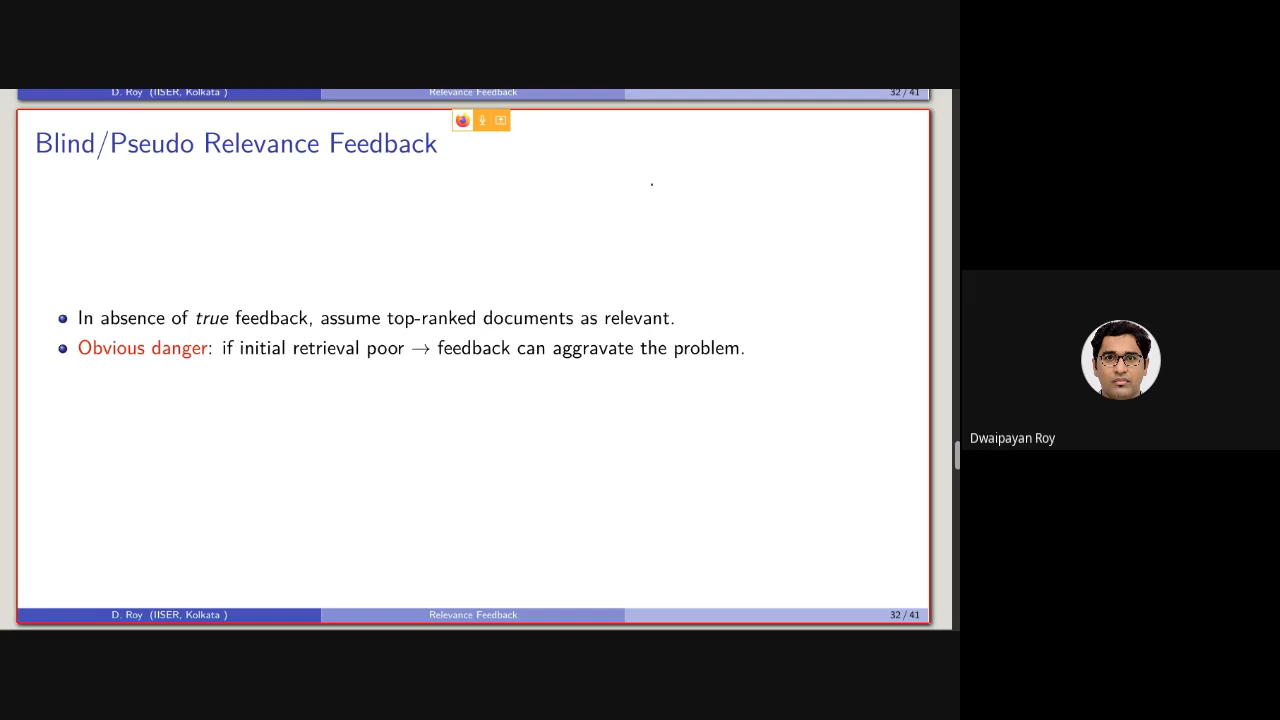 D. Roy (IISER, Kolkata ) Relevance Feedback 32 / 41
Blind/Pseudo Relevance Feedback
In absence of true feedback, assume top-ranked documents as relevant.
Obvious danger: if initial retrieval poor → feedback can aggravate the problem.
Dwaipayan Roy
D. Roy (IISER, Kolkata ) Relevance Feedback 32 / 41